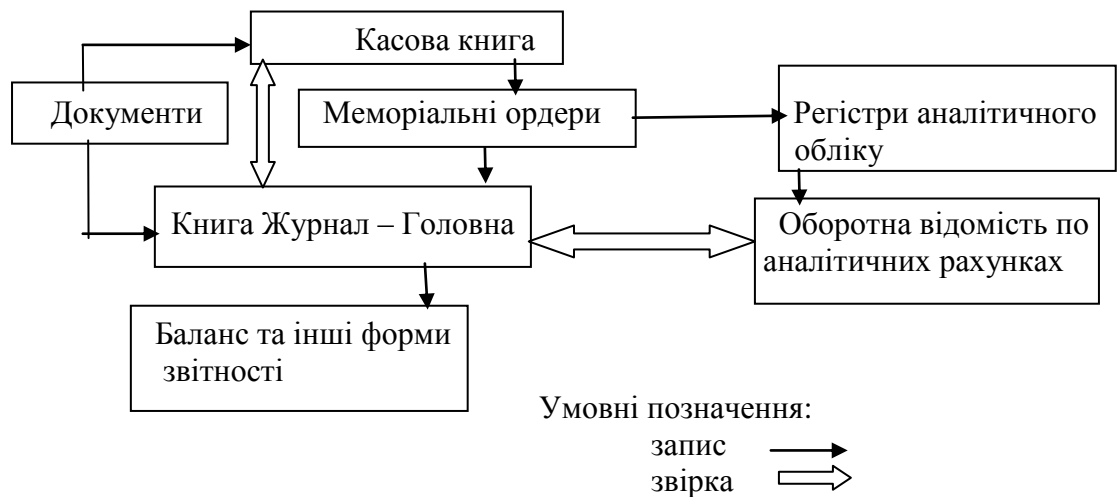 Касова книга
Документи
Меморіальні ордери
Регістри аналітичного
обліку
Книга Журнал – Головна
Оборотна відомість по
аналітичних рахунках
Баланс та інші форми
звітності
Умовні позначення:
запис
звірка